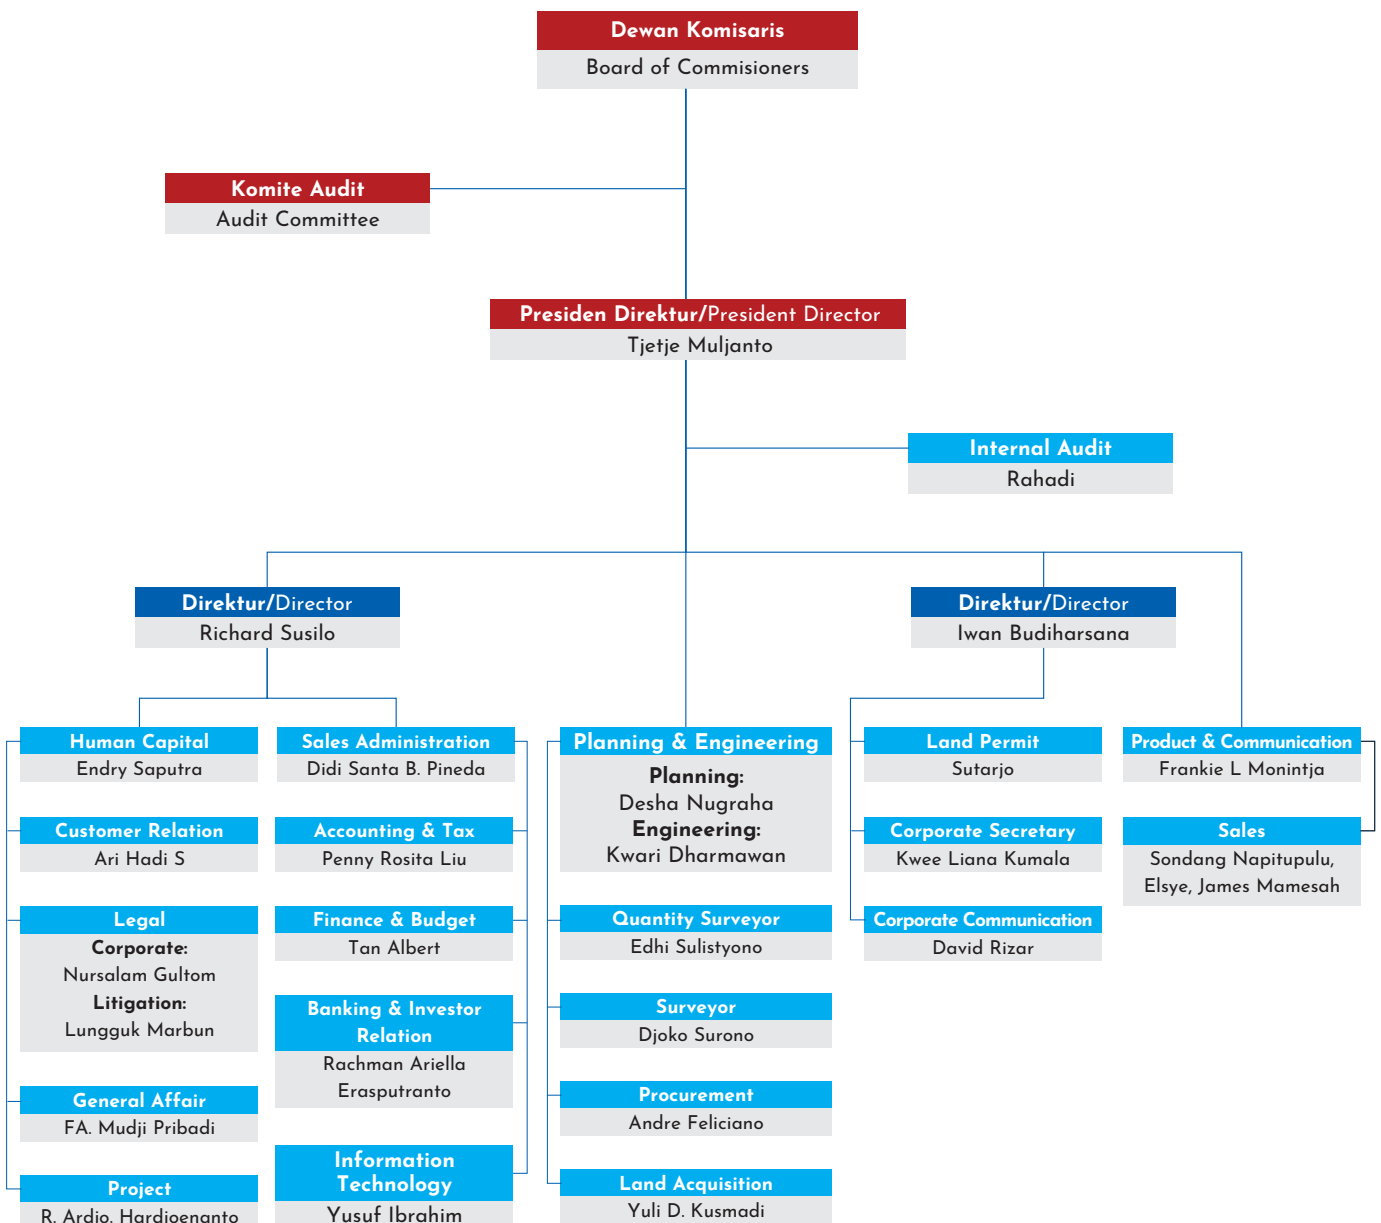 Dewan Komisaris
Board of Commisioners
Komite Audit
Audit Committee
Presiden Direktur/President Director
Tjetje Muljanto
Internal Audit
Rahadi
Direktur/Director
Richard Susilo
Direktur/Director
Iwan Budiharsana
Human Capital
Endry Saputra
Customer Relation
Ari Hadi S
Legal
Corporate:
Nursalam Gultom
Litigation:
Lungguk Marbun
General Affair
FA. Mudji Pribadi
Project
R. Ardjo. Hardjoenanto
Sales Administration
Didi Santa B. Pineda
Accounting & Tax
Penny Rosita Liu
Finance & Budget
Tan Albert
Banking & Investor
Relation
Rachman Ariella
Erasputranto
Information
Technology
Yusuf Ibrahim
Planning & Engineering
Planning:
Desha Nugraha
Engineering:
Kwari Dharmawan
Quantity Surveyor
Edhi Sulistyono
Surveyor
Djoko Surono
Procurement
Andre Feliciano
Land Acquisition
Yuli D. Kusmadi
Land Permit
Sutarjo
Corporate Secretary
Kwee Liana Kumala
Corporate Communication
David Rizar
Product & Communication
Frankie L Monintja
Sales
Sondang Napitupulu,
Elsye, James Mamesah